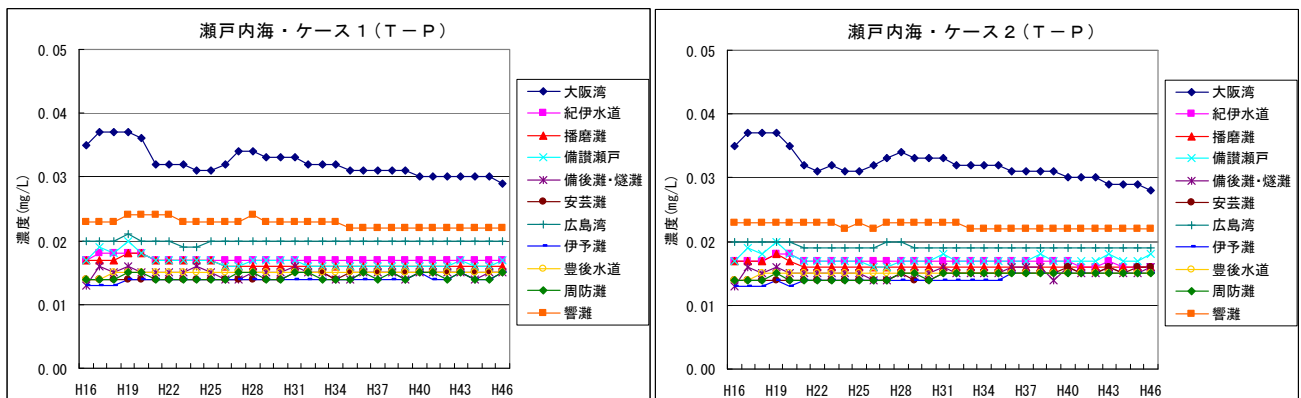 瀬戸内海・ケース1(T-P)
濃度(mg/L)
0.05
0.04
0.03
0.02
0.01
0.00
H16 H19 H22 H25 H28 H31 H34 H37 H40 H43 H46
大阪湾
紀伊水道
播磨灘
備讃瀬戸
備後灘・燧灘
安芸灘
広島湾
伊予灘
豊後水道
周防灘
響灘
瀬戸内海・ケース2(T-P)
濃度(mg/L)
0.05
0.04
0.03
0.02
0.01
0.00
H16 H19 H22 H25 H28 H31 H34 H37 H40 H43 H46
大阪湾
紀伊水道
播磨灘
備讃瀬戸
備後灘・燧灘
安芸灘
広島湾
伊予灘
豊後水道
周防灘
響灘